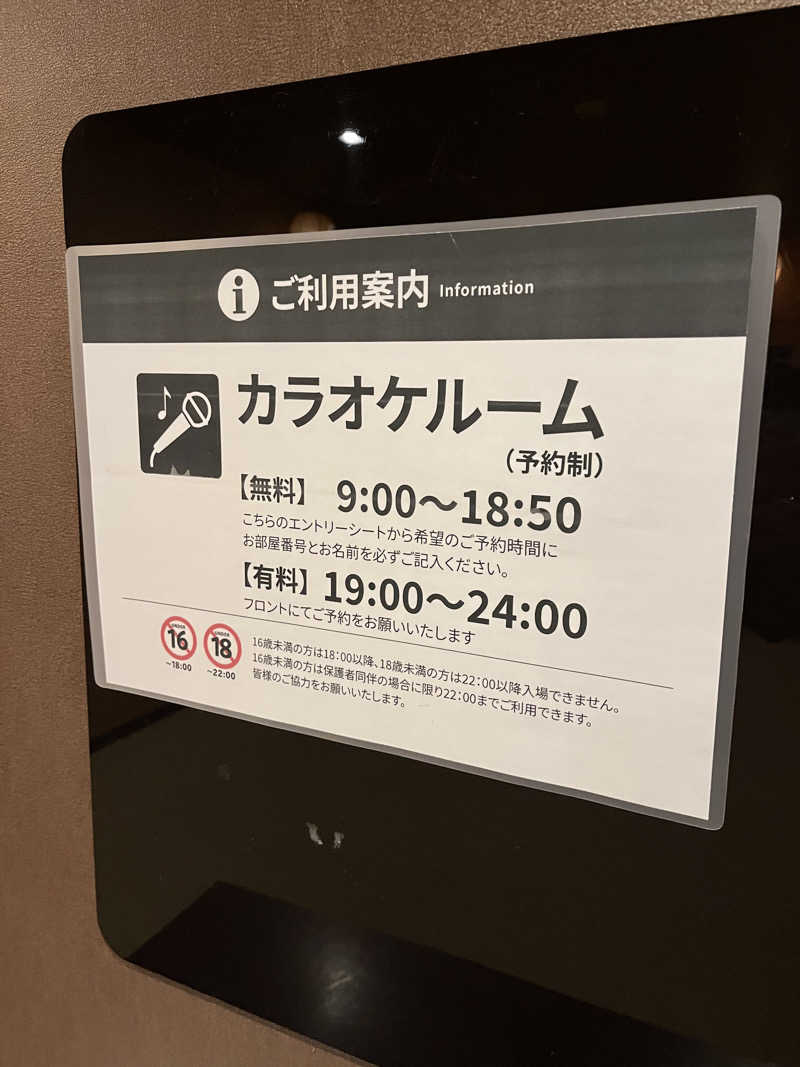 ご利用案内 Information
カラオケルーム
（予約制）
【無料】 9:00〜18:50
こちらのエントリーシートから希望のご予約時間に
お部屋番号とお名前を必ずご記入ください。
【有料】 19:00〜24:00
フロントにてご予約をお願いいたします
UNDER 16 〜18:00
UNDER 18 〜22:00
16歳未満の方は18:00以降、18歳未満の方は22:00以降入場できません。
16歳未満の方は保護者同伴の場合に限り22:00までご利用できます。
皆様のご協力をお願いいたします。